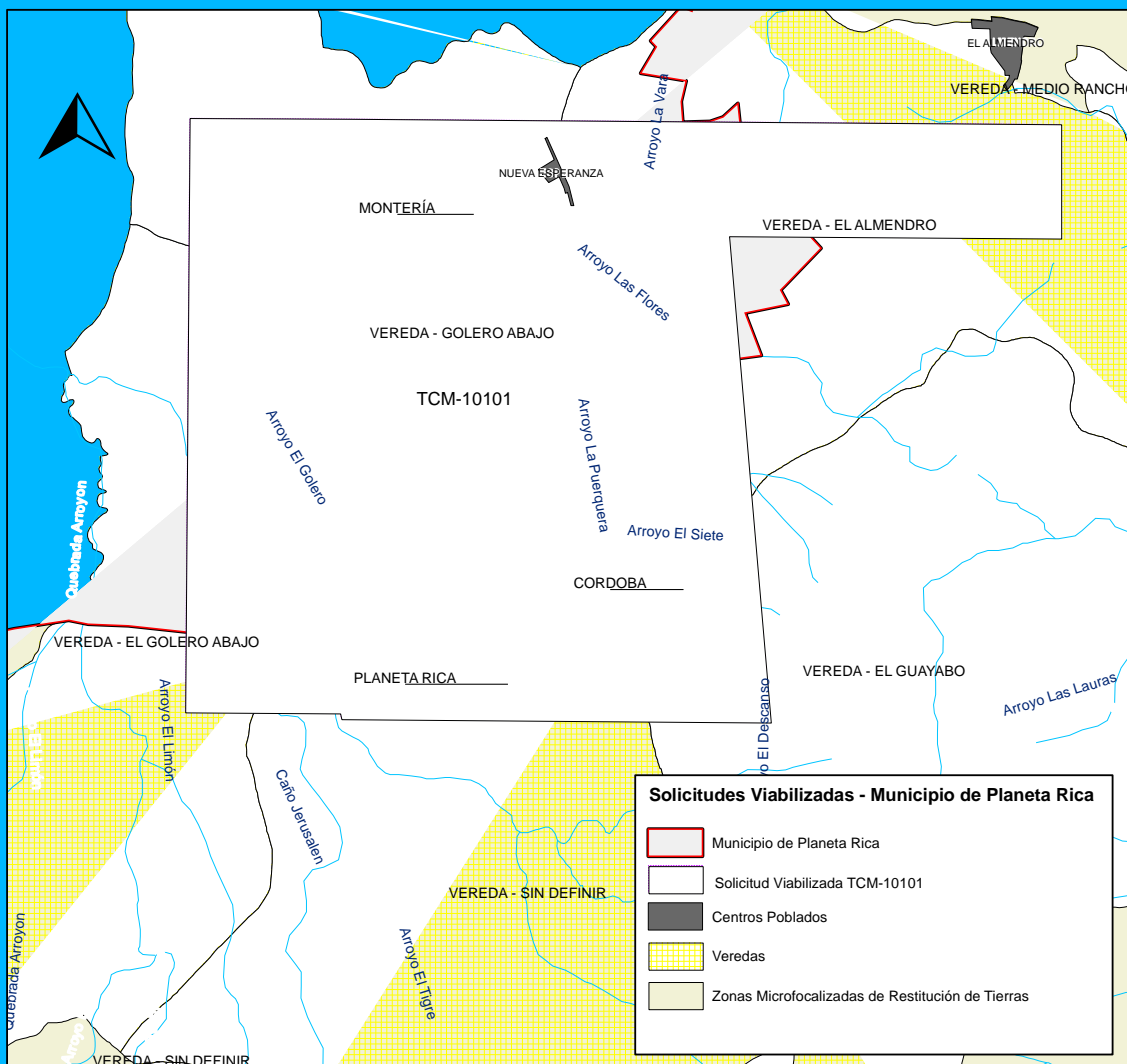 EL ALMENDRO
VEREDA - MEDIO RANCHO
Arroyo La Vara
NUEVA ESPERANZA
MONTERÍA
VEREDA - EL ALMENDRO
Arroyo Las Flores
VEREDA - GOLERO ABAJO
TCM-10101
Arroyo El Golero
Arroyo La Puerquera
Quebrada Arroyon
Arroyo El Siete
CORDOBA
VEREDA - EL GOLERO ABAJO
PLANETA RICA
VEREDA - EL GUAYABO
Arroyo Las Lauras
Arroyo El Limón
yo El Descanso
Caño Jerusalen
VEREDA - SIN DEFINIR
Quebrada Arroyon
Arroyo El Tigre
Arroyo
VEREDA - SIN DEFINIR
Solicitudes Viabilizadas - Municipio de Planeta Rica
Municipio de Planeta Rica
Solicitud Viabilizada TCM-10101
Centros Poblados
Veredas
Zonas Microfocalizadas de Restitución de Tierras